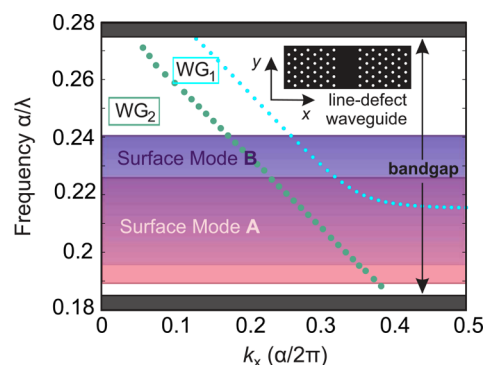 0.28
0.26
0.24
0.22
0.2
0.18
Frequency α/λ
WG1
WG2
y
x
line-defect
waveguide
bandgap
Surface Mode B
Surface Mode A
0
0.1
0.2
0.3
0.4
0.5
kx (α/2π)